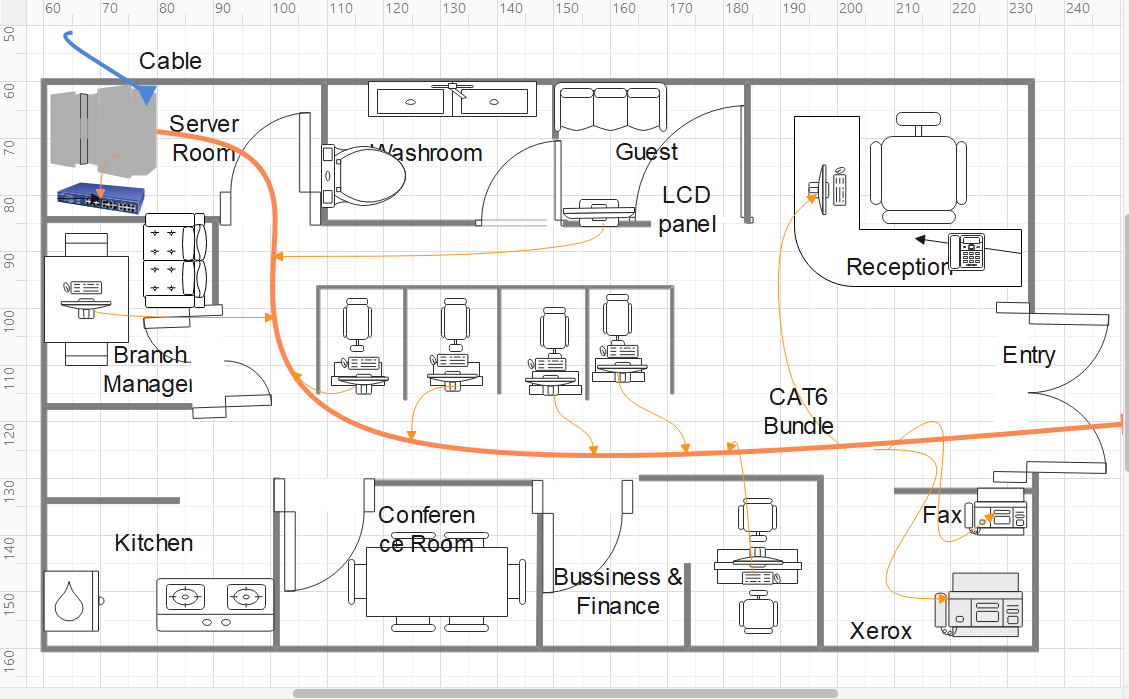 60 70 80 90 100 110 120 130 140 150 160 170 180 190 200 210 220 230 240
50
60
70
80
90
100
110
120
130
140
150
160
Cable
Server
Room
Washroom
Guest
LCD
panel
Reception
Branch
Manager
Entry
CAT6
Bundle
Conferen
ce Room
Fax
Kitchen
Bussiness &
Finance
Xerox